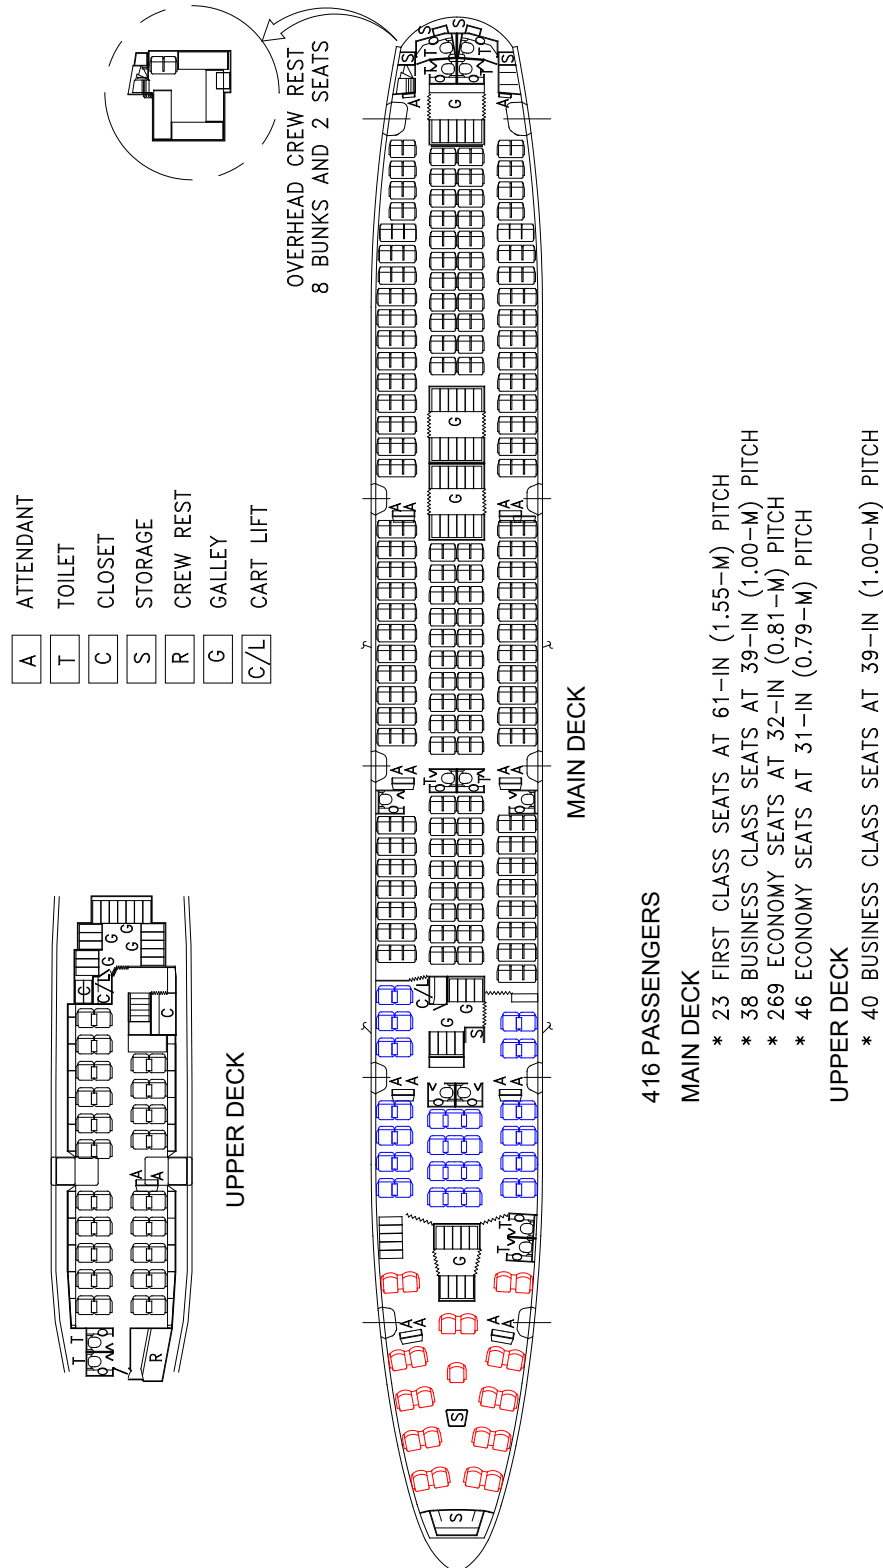 OVERHEAD CREW REST
8 BUNKS AND 2 SEATS
A ATTENDANT
T TOILET
C CLOSET
S STORAGE
R CREW REST
G GALLEY
C/L CART LIFT
UPPER DECK
T
T
R
A
A
C
C/L
G
G
G
G
C
MAIN DECK
S
S
A
A
A
A
G
T
T
A
A
A
A
S
G
G
G
C/L
A
A
T
T
A
A
A
A
G
A
A
G
A
G
A
S
T
T
S
S
T
T
S
416 PASSENGERS
MAIN DECK
* 23 FIRST CLASS SEATS AT 61-IN (1.55-M) PITCH
* 38 BUSINESS CLASS SEATS AT 39-IN (1.00-M) PITCH
* 269 ECONOMY SEATS AT 32-IN (0.81-M) PITCH
* 46 ECONOMY SEATS AT 31-IN (0.79-M) PITCH
UPPER DECK
* 40 BUSINESS CLASS SEATS AT 39-IN (1.00-M) PITCH